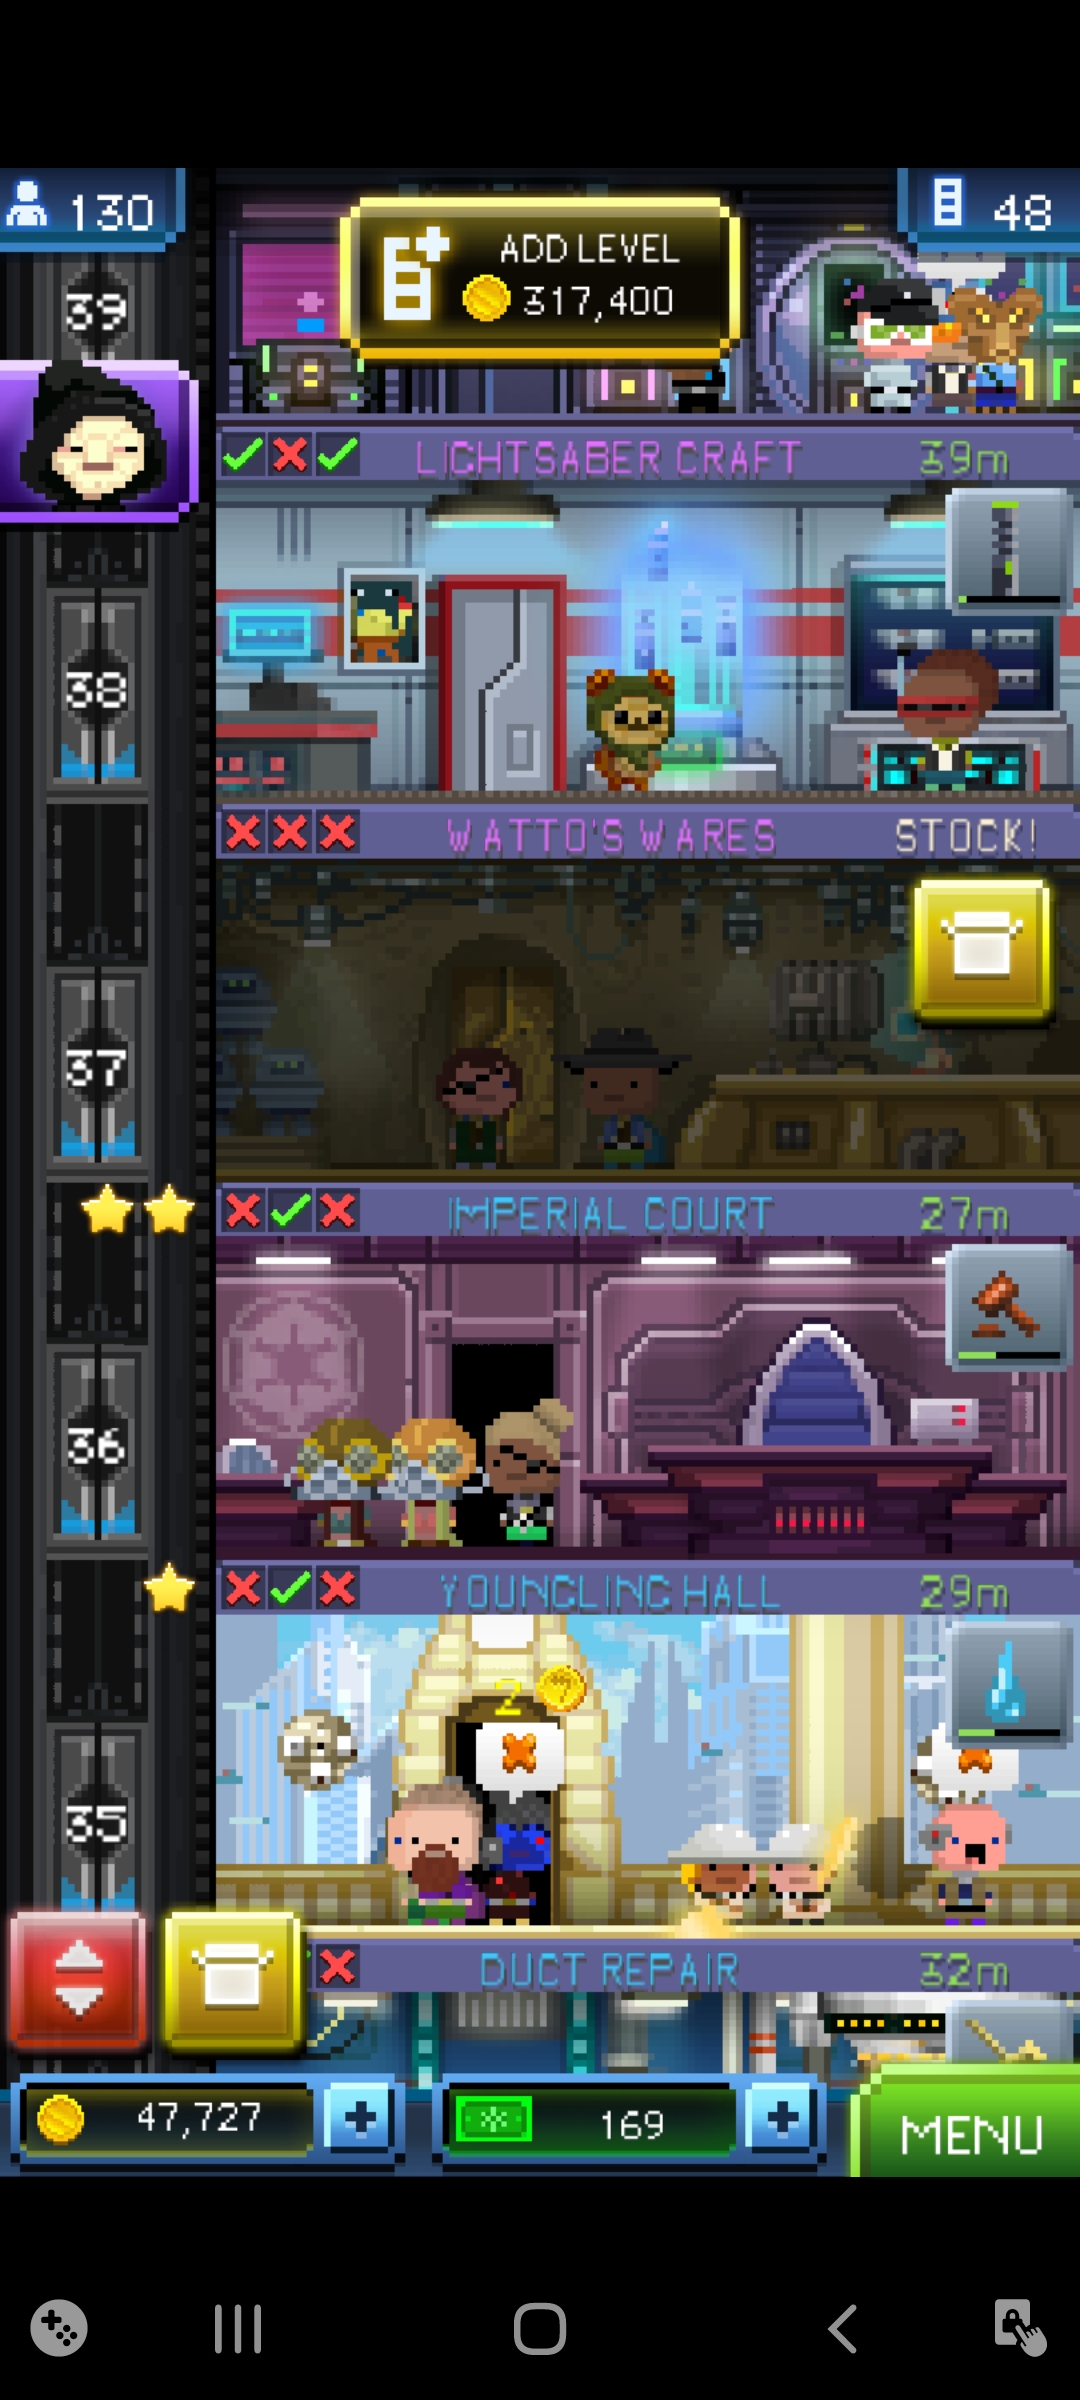 130
ADD LEVEL
317,400
48
39
LIGHTSABER CRAFT
39m
38
WATTO'S WARES
STOCK!
37
IMPERIAL COURT
27m
36
YOUNGLING HALL
29m
2
35
DUCT REPAIR
32m
47,727
169
MENU